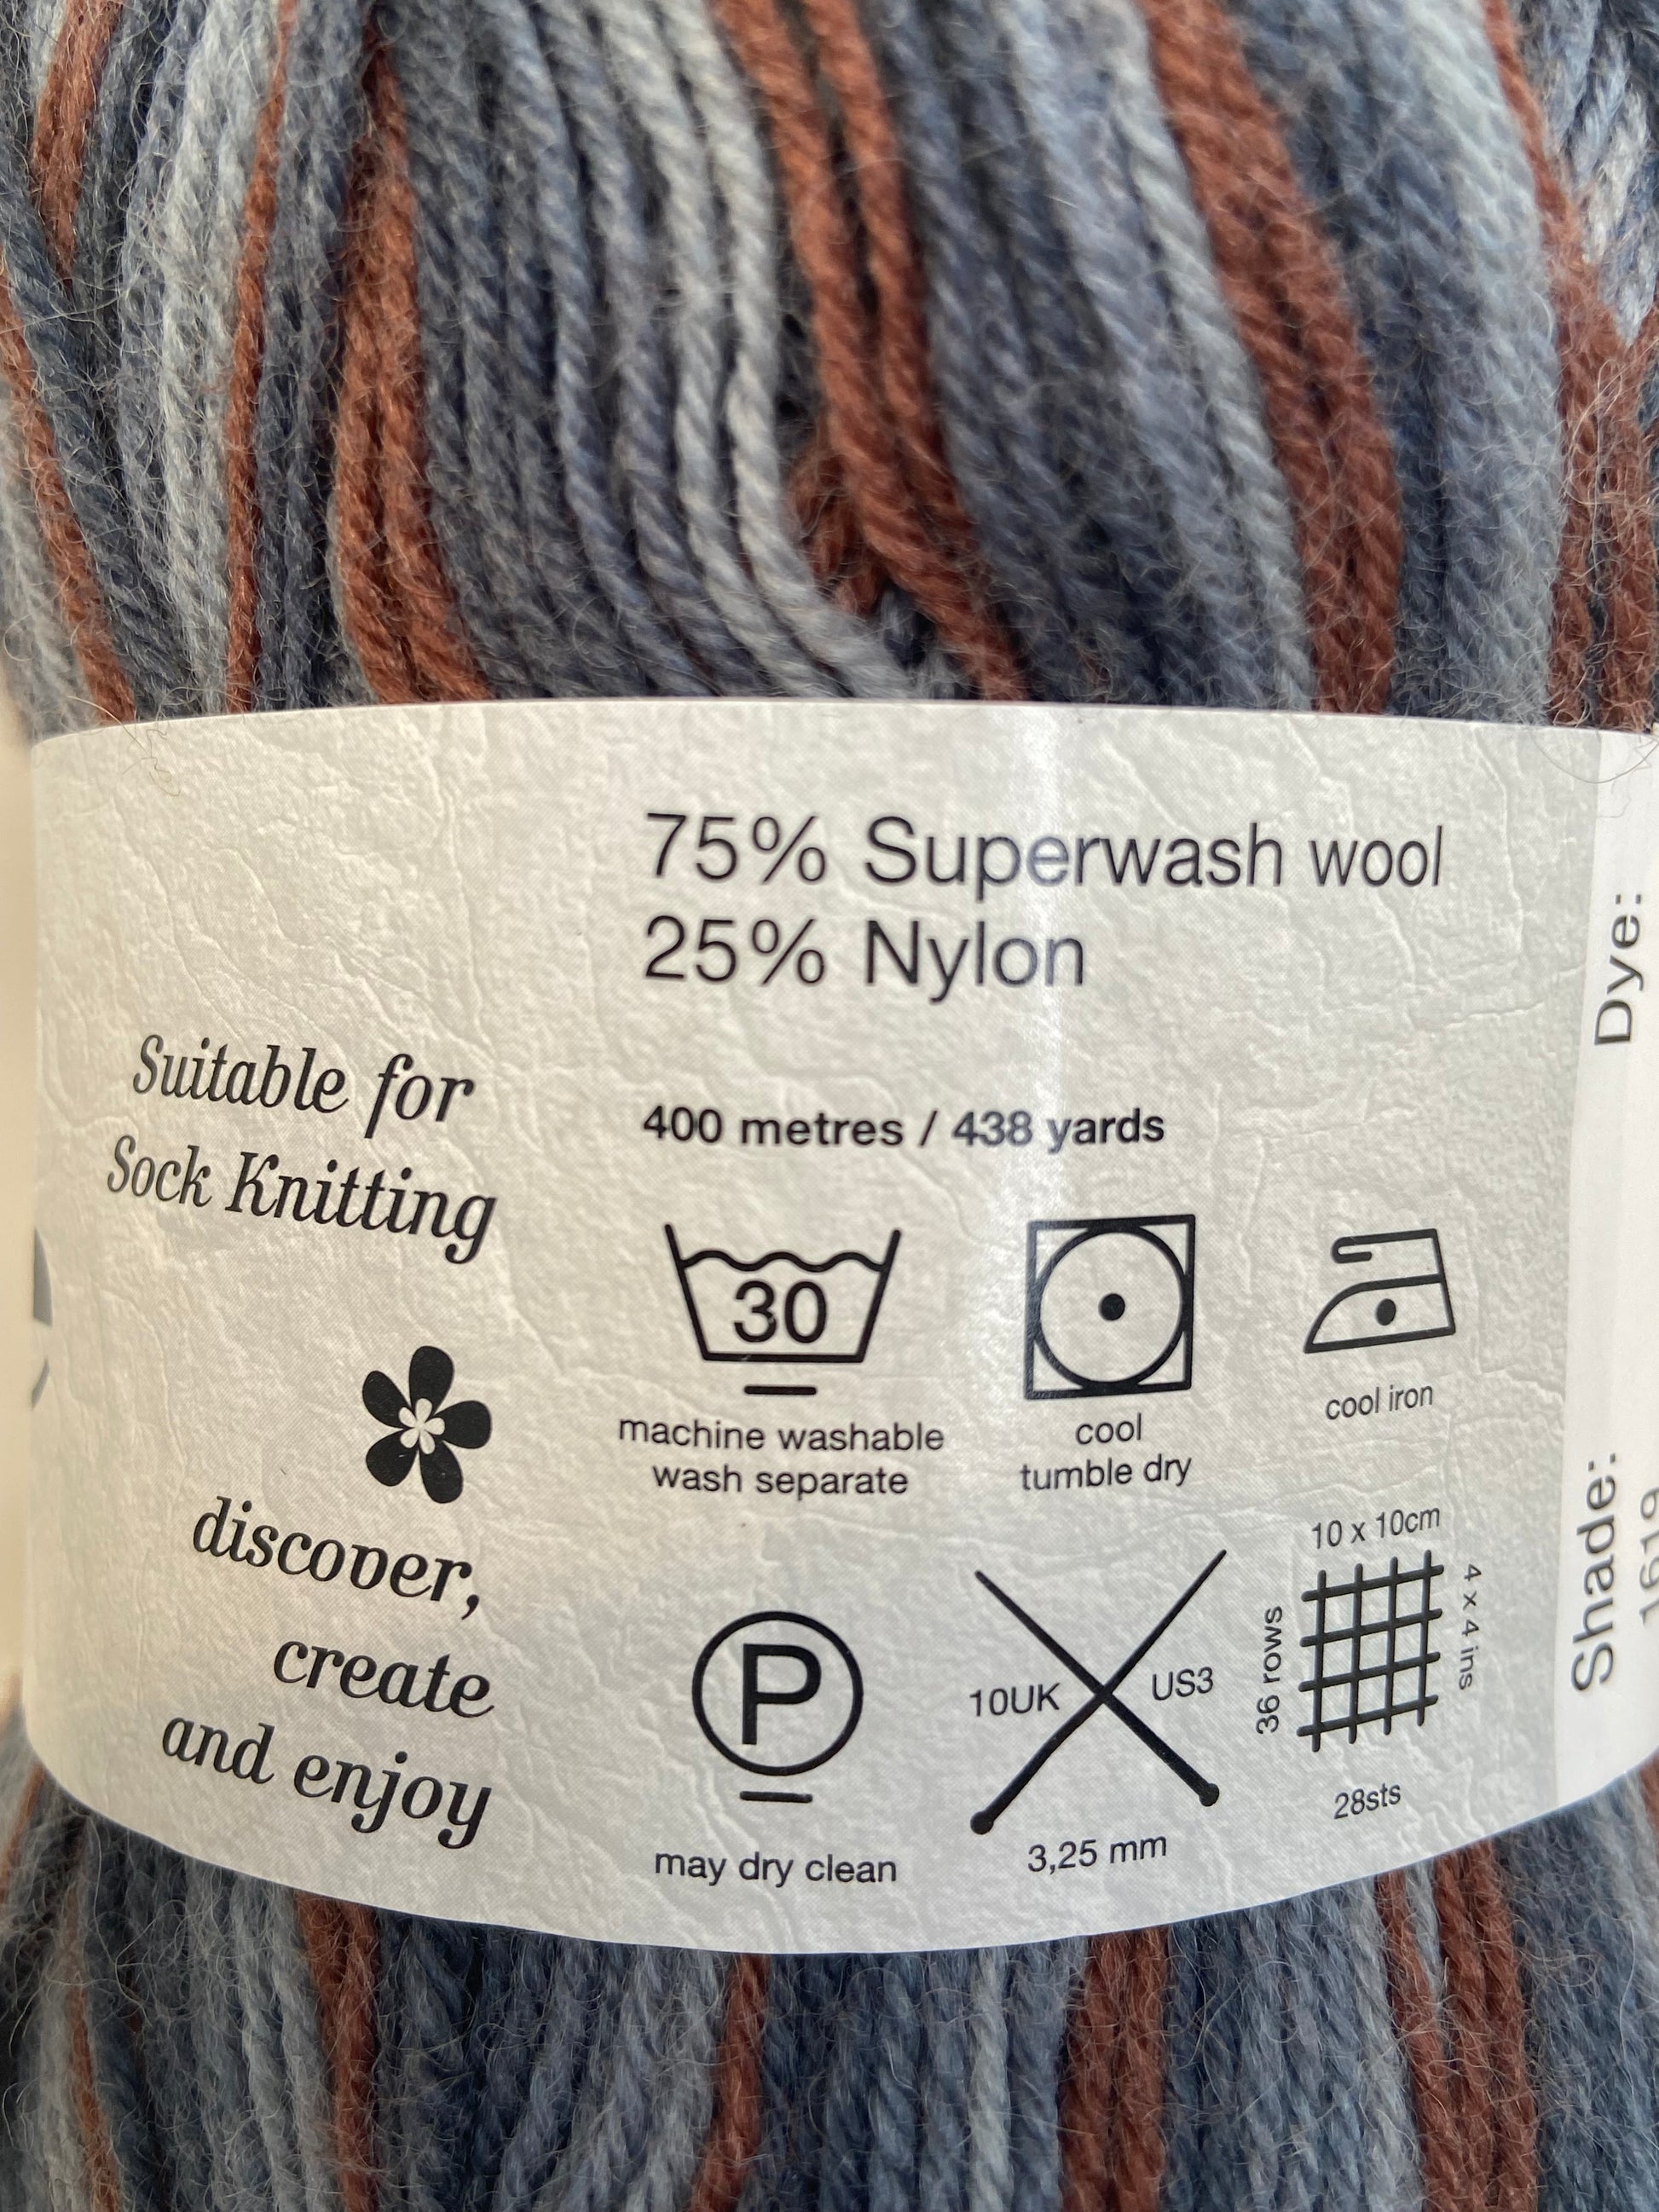 75% Superwash wool
25% Nylon
Suitable for
Sock Knitting
400 metres / 438 yards
30
machine washable
wash separate
cool
tumble dry
cool iron
discover,
create
and enjoy
P
may dry clean
10UK
US3
3,25 mm
10 x 10cm
36 rows
4 x 4 ins
28sts
Dye:
Shade:
1619